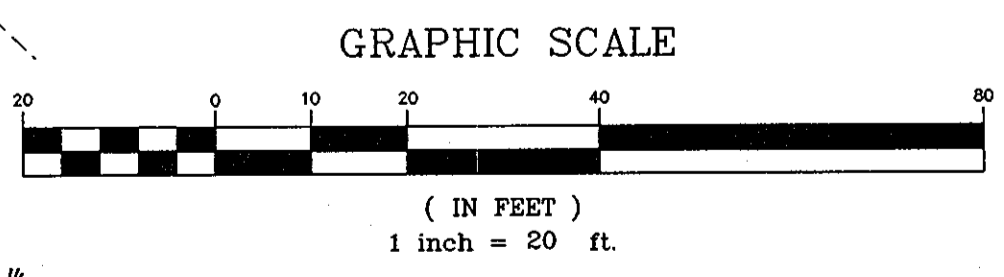 GRAPHIC SCALE
20 0 10 20 40 80
( IN FEET )
1 inch = 20 ft.